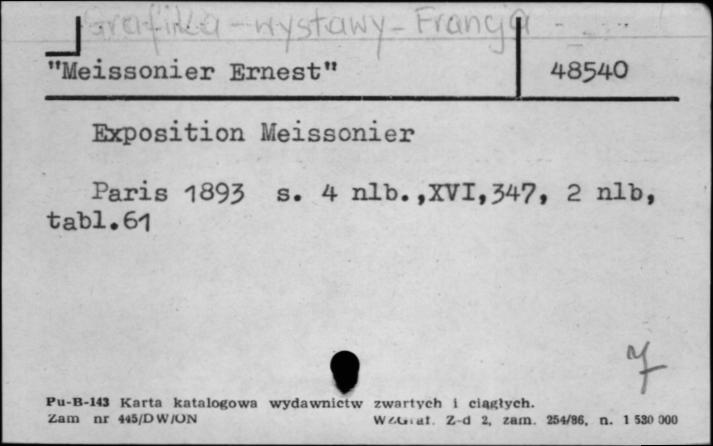 Grafika - wystawy - Francja
"Meissonier Ernest" 48540
Exposition Meissonier
Paris 1893 s. 4 nlb.,XVI,347, 2 nlb,
tabl.61
Pu-B-143 Karta katalogowa wydawnictw zwartych i ciągłych.
Zam nr 445/DW/ON WZGraf. Z-d 2, zam. 254/86, n. 1 530 000